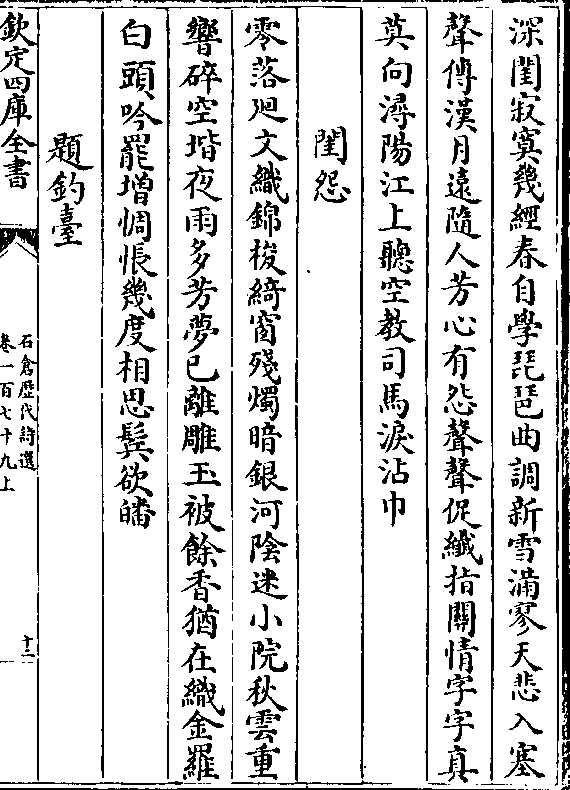 深閨寂寞幾經春自學琵琶曲調新雪滿寥天悲入塞
聲傳漢月遠隨人芳心有怨聲聲促纖指關情字字真
莫向潯陽江上聽空教司馬淚沾巾
閨怨
零落廻文織錦梭綺窗殘燭暗銀河陰迷小院秋雲重
響碎空堦夜雨多芳夢已離雕玉被餘香猶在織金羅
白頭吟罷增惆悵幾度相思鬂欲皤
題釣臺
欽定四庫全書
石倉歷代詩選
卷一百七十九上
十二